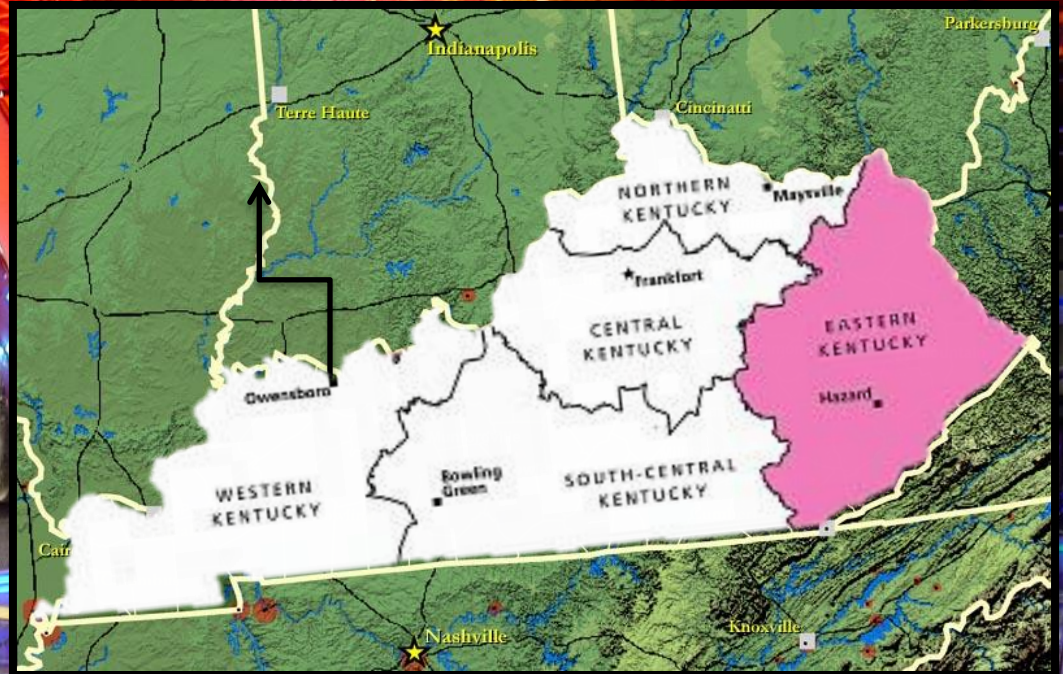 Parkersburg
Indianapolis
Terre Haute
Cincinatti
NORTHERN
KENTUCKY
Maysville
Frankfort
CENTRAL
KENTUCKY
EASTERN
KENTUCKY
Hazard
Owensboro
Bowling
Green
WESTERN
KENTUCKY
SOUTH-CENTRAL
KENTUCKY
Cair
Nashville
Knoxville